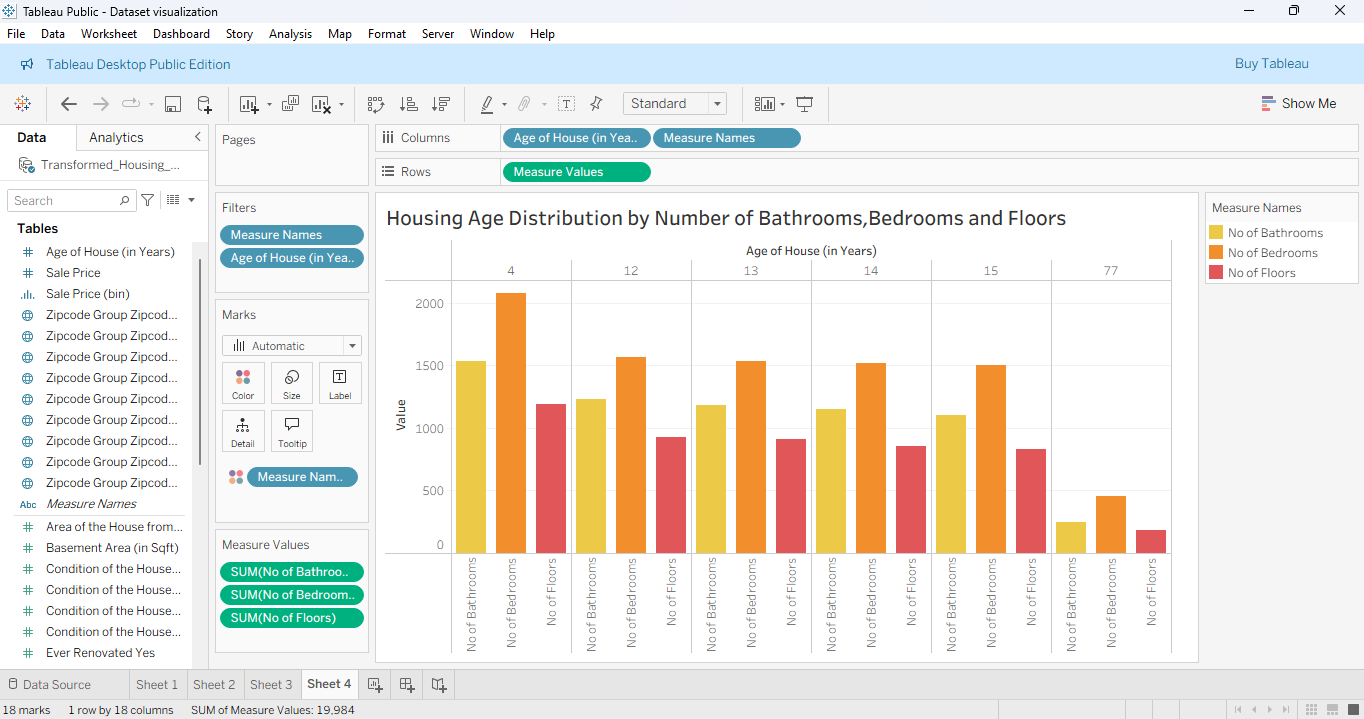 Tableau Public - Dataset visualization
File Data Worksheet Dashboard Story Analysis Map Format Server Window Help
Tableau Desktop Public Edition
Buy Tableau
Standard
Show Me
Data Analytics
Transformed_Housing_...
Search
Tables
Age of House (in Years)
Sale Price
Sale Price (bin)
Zipcode Group Zipcod...
Zipcode Group Zipcod...
Zipcode Group Zipcod...
Zipcode Group Zipcod...
Zipcode Group Zipcod...
Zipcode Group Zipcod...
Zipcode Group Zipcod...
Zipcode Group Zipcod...
Zipcode Group Zipcod...
Abc Measure Names
Area of the House from...
Basement Area (in Sqft)
Condition of the House...
Condition of the House...
Condition of the House...
Condition of the House...
Ever Renovated Yes
Pages
Filters
Measure Names
Age of House (in Yea..
Marks
Automatic
Color Size Label
Detail Tooltip
Measure Nam..
Measure Values
SUM(No of Bathroo..
SUM(No of Bedroom..
SUM(No of Floors)
Columns Age of House (in Yea.. Measure Names
Rows Measure Values
Housing Age Distribution by Number of Bathrooms,Bedrooms and Floors
Age of House (in Years)
4 12 13 14 15 77
Value
2000
1500
1000
500
0
No of Bathrooms
No of Bedrooms
No of Floors
No of Bathrooms
No of Bedrooms
No of Floors
No of Bathrooms
No of Bedrooms
No of Floors
No of Bathrooms
No of Bedrooms
No of Floors
No of Bathrooms
No of Bedrooms
No of Floors
No of Bathrooms
No of Bedrooms
No of Floors
Measure Names
No of Bathrooms
No of Bedrooms
No of Floors
Data Source Sheet 1 Sheet 2 Sheet 3 Sheet 4
18 marks 1 row by 18 columns SUM of Measure Values: 19,984